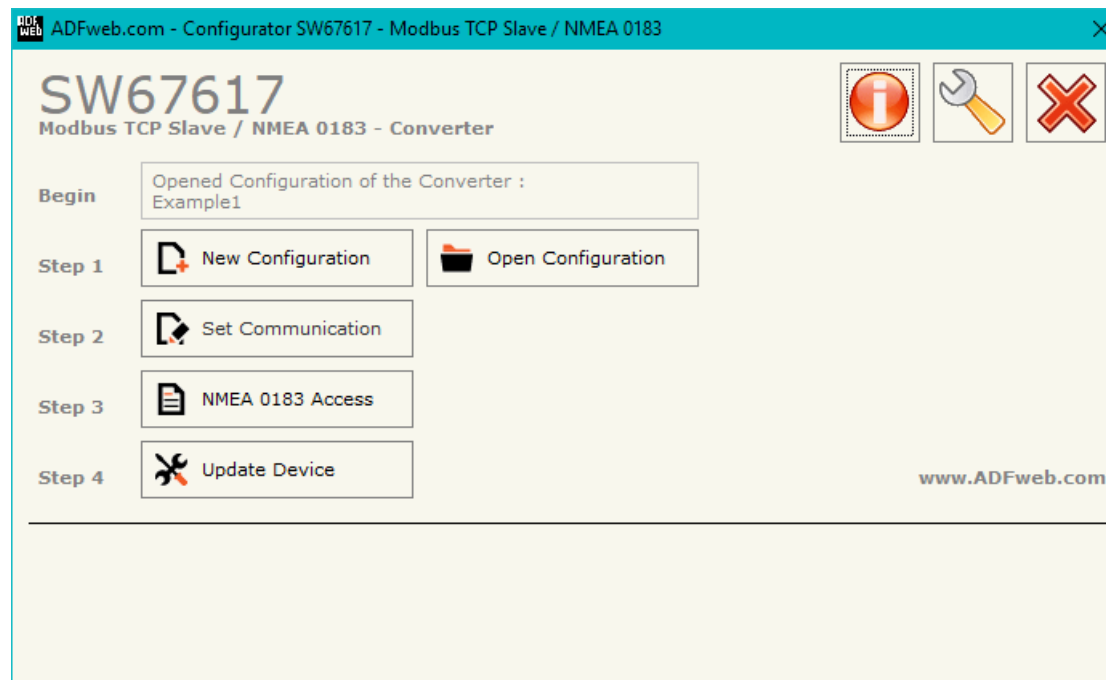 ADF WEB ADFweb.com - Configurator SW67617 - Modbus TCP Slave / NMEA 0183
SW67617
Modbus TCP Slave / NMEA 0183 - Converter
Begin
Opened Configuration of the Converter :
Example1
Step 1
New Configuration
Open Configuration
Step 2
Set Communication
Step 3
NMEA 0183 Access
Step 4
Update Device
www.ADFweb.com